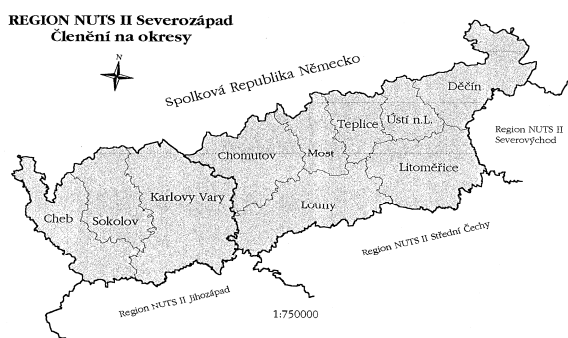 REGION NUTS II Severozápad
Členění na okresy
N
Spolková Republika Německo
Děčín
Ústí n.L.
Teplice
Region NUTS II
Severovýchod
Chomutov
Most
Litoměřice
Karlovy Vary
Cheb
Sokolov
Louny
Region NUTS II Střední Čechy
Region NUTS II Jihozápad
1:750000